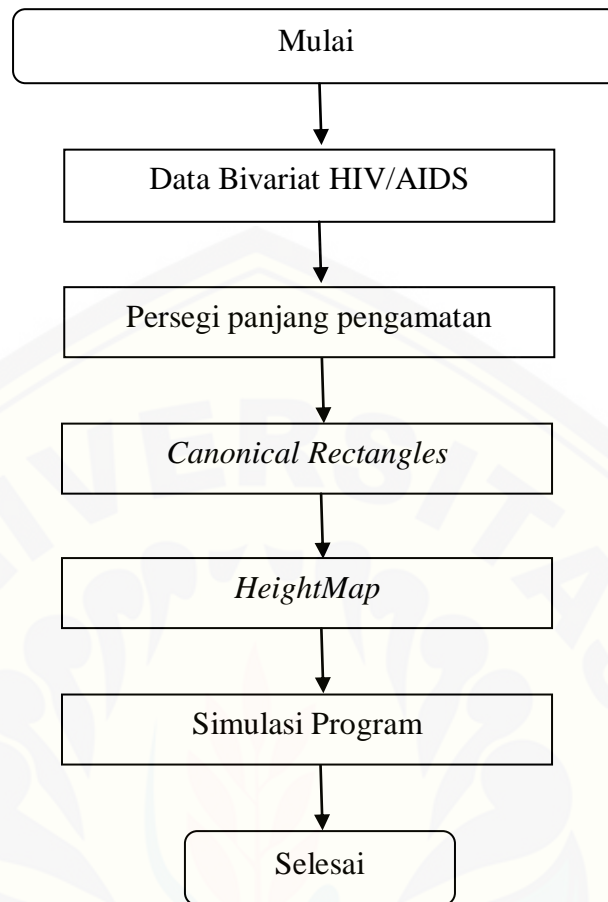 Mulai
Data Bivariat HIV/AIDS
Persegi panjang pengamatan
Canonical Rectangles
HeightMap
Simulasi Program
Selesai